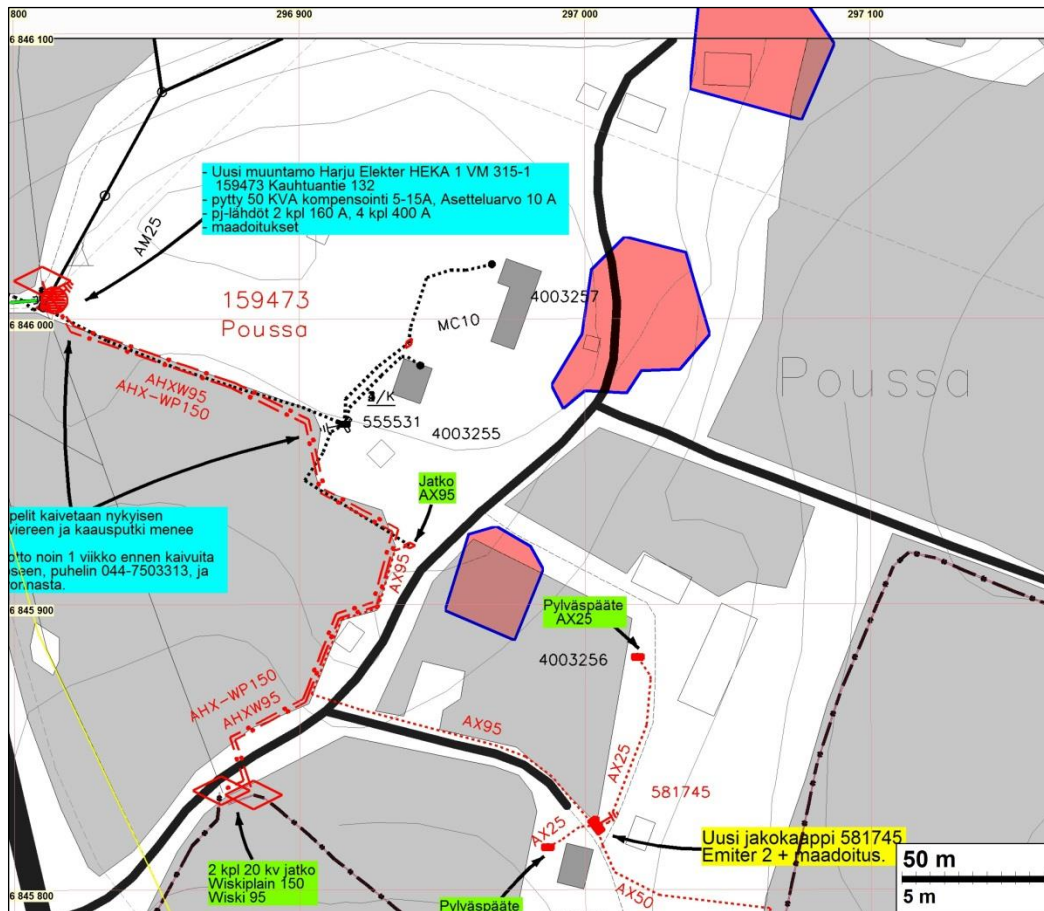 800
296 900
297 000
297 100
6 846 100
- Uusi muuntamo Harju Elekter HEKA 1 VM 315-1
159473 Kauhtuantie 132
- pytty 50 KVA kompensointi 5-15A, Asetteluarvo 10 A
- pj-lähdöt 2 kpl 160 A, 4 kpl 400 A
- maadoitukset
AM25
159473
Poussa
6 846 000
4003257
MC10
AHXW95
AHX-WP150
Poussa
555531
4003255
Jatko
AX95
pelit kaivetaan nykyisen
viereen ja kaausputki menee
otto noin 1 viikko ennen kaivuita
seen, puhelin 044-7503313, ja
onnasta.
AX95
6 845 900
Pylväspääte
AX25
4003256
AHX-WP150
AHXW95
AX95
AX25
581745
AX25
Uusi jakokaappi 581745
Emiter 2 + maadoitus.
2 kpl 20 kv jatko
Wiskiplain 150
Wiski 95
50 m
5 m
AX50
6 845 800
Pylväspääte